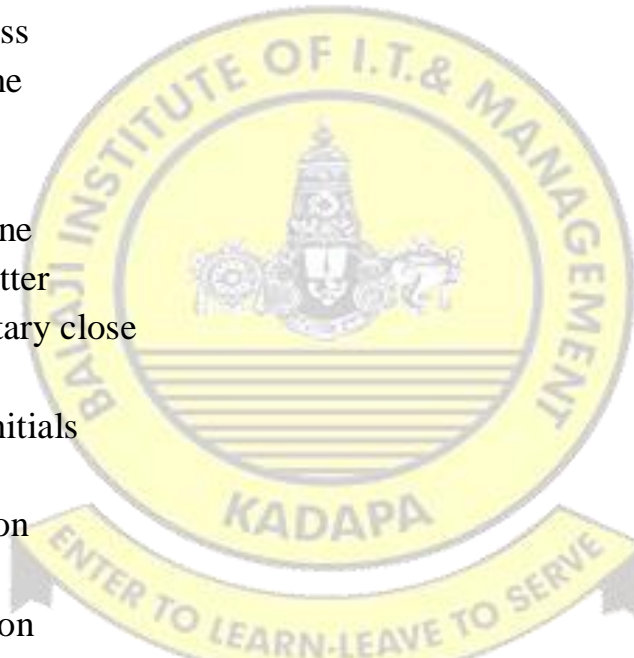 ss
ne
ne
tter
tary close
nitials
on
on
BALAJI INSTITUTE OF I.T.& MANAGEMENT
KADAPA
ENTER TO LEARN-LEAVE TO SERVE